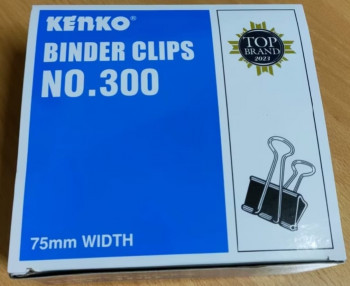 KENKO
BINDER CLIPS
NO.300
TOP
BRAND
2023
75mm WIDTH